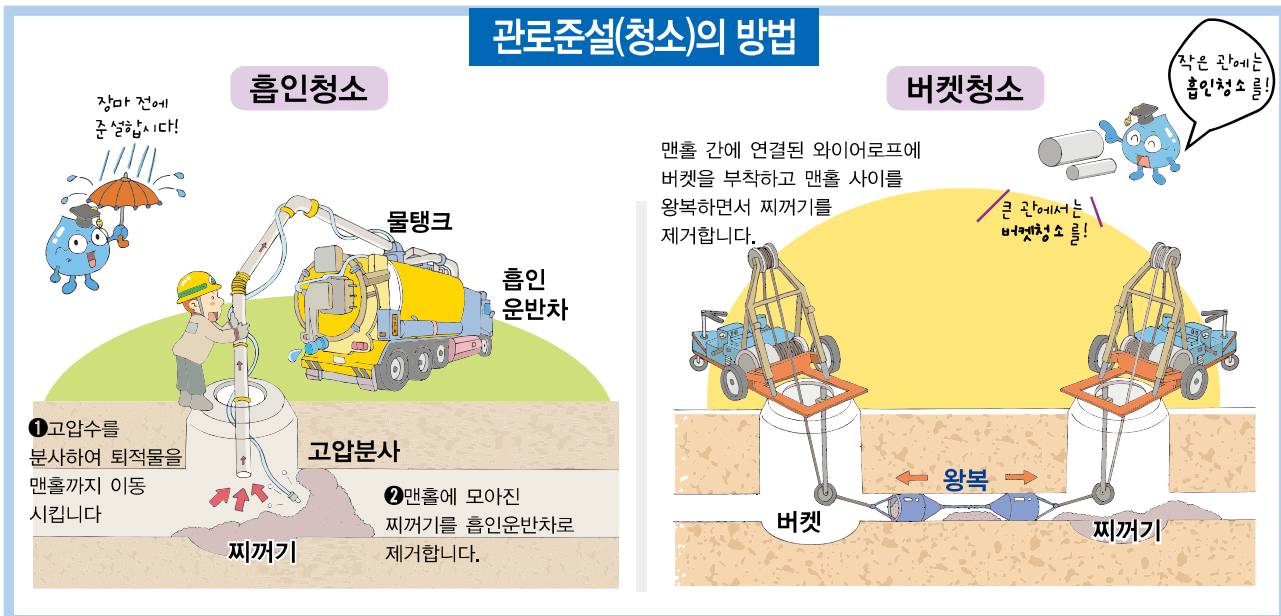 관로준설(청소)의 방법
흡인청소
장마 전에
준설합시다!
물탱크
흡인
운반차
❶고압수를
분사하여 퇴적물을
맨홀까지 이동
시킵니다
고압분사
❷맨홀에 모아진
찌꺼기를 흡인운반차로
제거합니다.
찌꺼기
버켓청소
작은 관에는
흡인청소를!
맨홀 간에 연결된 와이어로프에
버켓을 부착하고 맨홀 사이를
왕복하면서 찌꺼기를
제거합니다.
큰 관에서는
버켓청소를!
왕복
버켓
찌꺼기